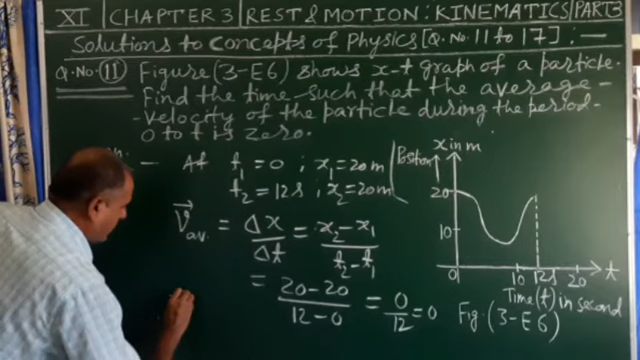 XI | CHAPTER 3 | REST & MOTION : KINEMATICS | PART 3
Solutions to Concepts of Physics [Q. No. 11 to 17] : —
Q. No. 11 Figure (3-E6) shows x-t graph of a particle.
Find the time such that the average -
- velocity of the particle during the period -
0 to t is zero.
— At t₁ = 0 ; x₁ = 20 m
t₂ = 12 s ; x₂ = 20 m
V⃗av. = Δx/Δt = (x₂ - x₁)/(t₂ - t₁)
= (20 - 20)/(12 - 0) = 0/12 = 0
Position
x in m
20
10
0
10 12s 20 t
Time (t) in second
Fig. (3-E6)